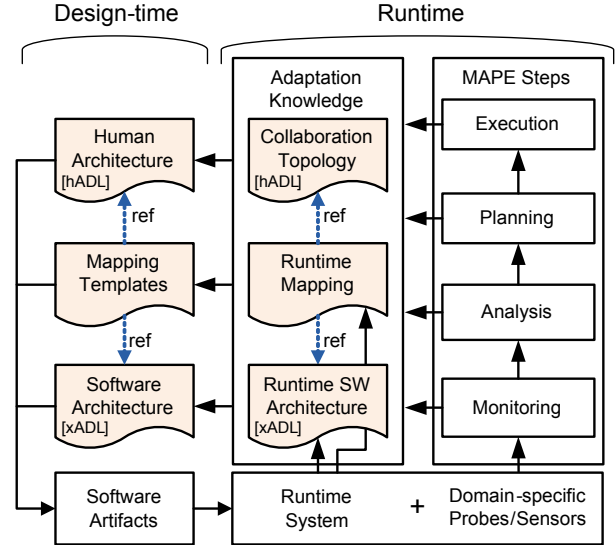 Design-time
Runtime
Adaptation
Knowledge
MAPE Steps
Human
Architecture
[hADL]
Collaboration
Topology
[hADL]
Execution
ref
ref
Planning
Mapping
Templates
Runtime
Mapping
Analysis
ref
ref
Software
Architecture
[xADL]
Runtime SW
Architecture
[xADL]
Monitoring
Software
Artifacts
Runtime
System
+
Domain-specific
Probes/Sensors